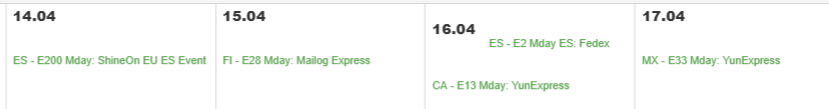 14.04
ES - E200 Mday: ShineOn EU ES Event
15.04
FI - E28 Mday: Mailog Express
16.04
ES - E2 Mday ES: Fedex
CA - E13 Mday: YunExpress
17.04
MX - E33 Mday: YunExpress